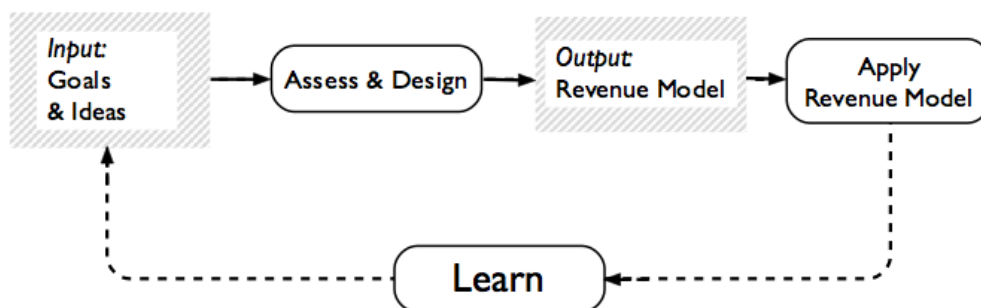 Input:
Goals
& Ideas
Assess & Design
Output:
Revenue Model
Apply
Revenue Model
Learn